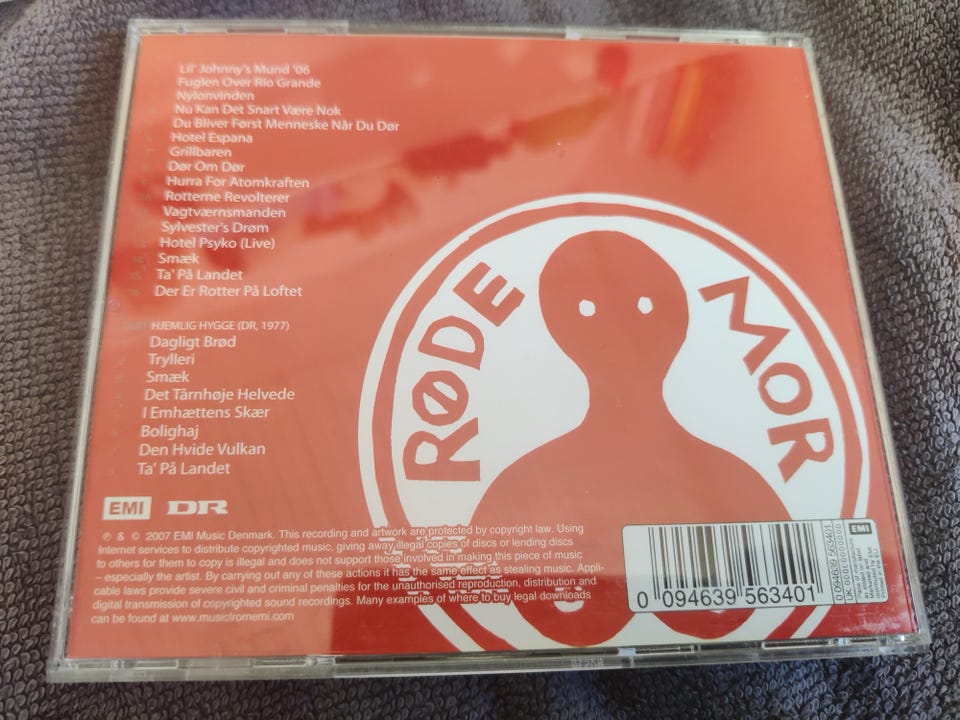 Lil' Johnny's Mund '06
Fuglen Over Rio Grande
Nylonvinden
Nu Kan Det Snart Være Nok
Du Bliver Først Menneske Når Du Dør
Hotel Espana
Grillbaren
Dør Om Dør
Hurra For Atomkraften
Rotterne Revolterer
Vagtværnsmanden
Sylvester's Drøm
Hotel Psyko (Live)
14 Smæk
15 Ta' På Landet
16 Der Er Rotter På Loftet
HJEMLIG HYGGE (DR, 1977)
Dagligt Brød
Trylleri
Smæk
Det Tårnhøje Helvede
I Emhættens Skær
Bolighaj
Den Hvide Vulkan
Ta' På Landet
RØDE MOR
EMI DR
℗ & © 2007 EMI Music Denmark. This recording and artwork are protected by copyright law. Using
Internet services to distribute copyrighted music, giving away illegal copies of discs or lending discs
to others for them to copy is illegal and does not support those involved in making this piece of music
– especially the artist. By carrying out any of these actions it has the same effect as stealing music. Appli-
cable laws provide severe civil and criminal penalties for the unauthorised reproduction, distribution and
digital transmission of copyrighted sound recordings. Many examples of where to buy legal downloads
can be found at www.musicfromemi.com
0 094639 563401
EMI